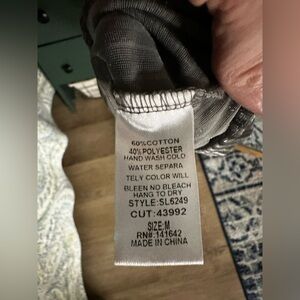 60%COTTON
40%POLYESTER
HAND WASH COLD
WATER SEPARA
TELY COLOR WILL
BLEEN NO BLEACH
HANG TO DRY
STYLE:SL6249
CUT:43992
SIZE:M
RN#:141642
MADE IN CHINA